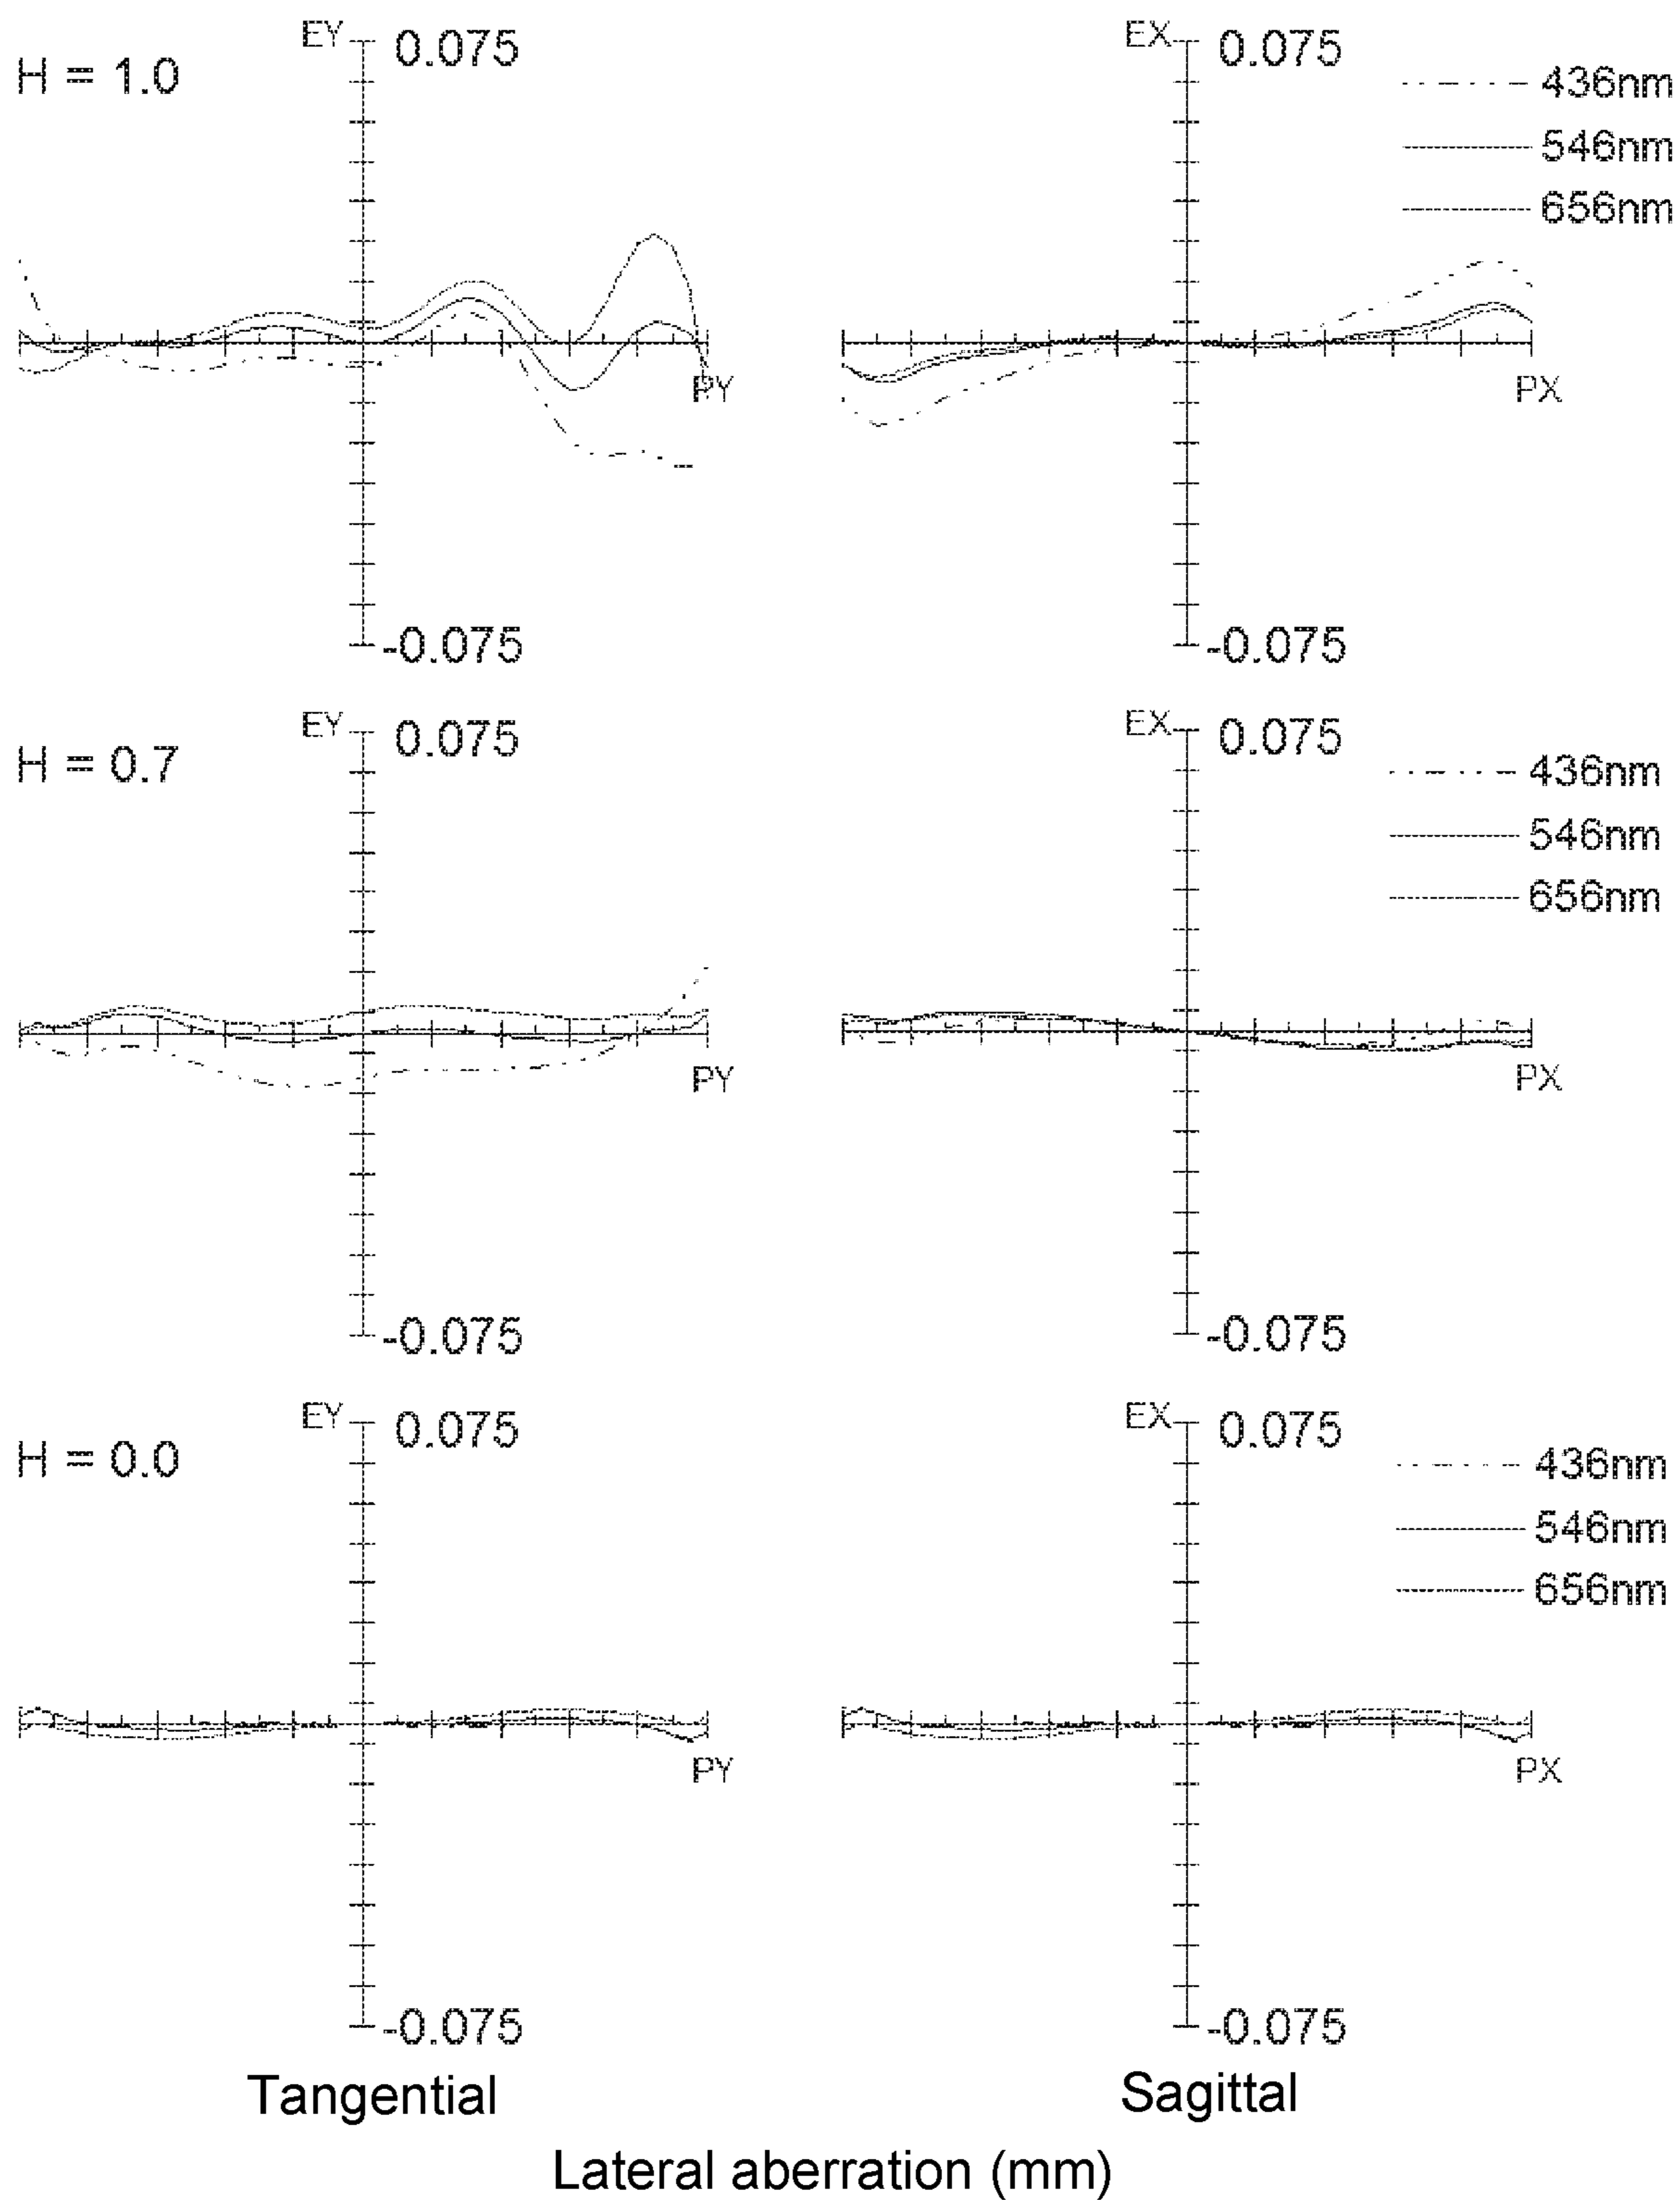 EY 0.075 EX 0.075
H = 1.0 436nm
546nm
656nm
PY PX
-0.075 -0.075
EY 0.075 EX 0.075
H = 0.7 436nm
546nm
656nm
PY PX
-0.075 -0.075
EY 0.075 EX 0.075
H = 0.0 436nm
546nm
656nm
PY PX
-0.075 -0.075
Tangential Sagittal
Lateral aberration (mm)